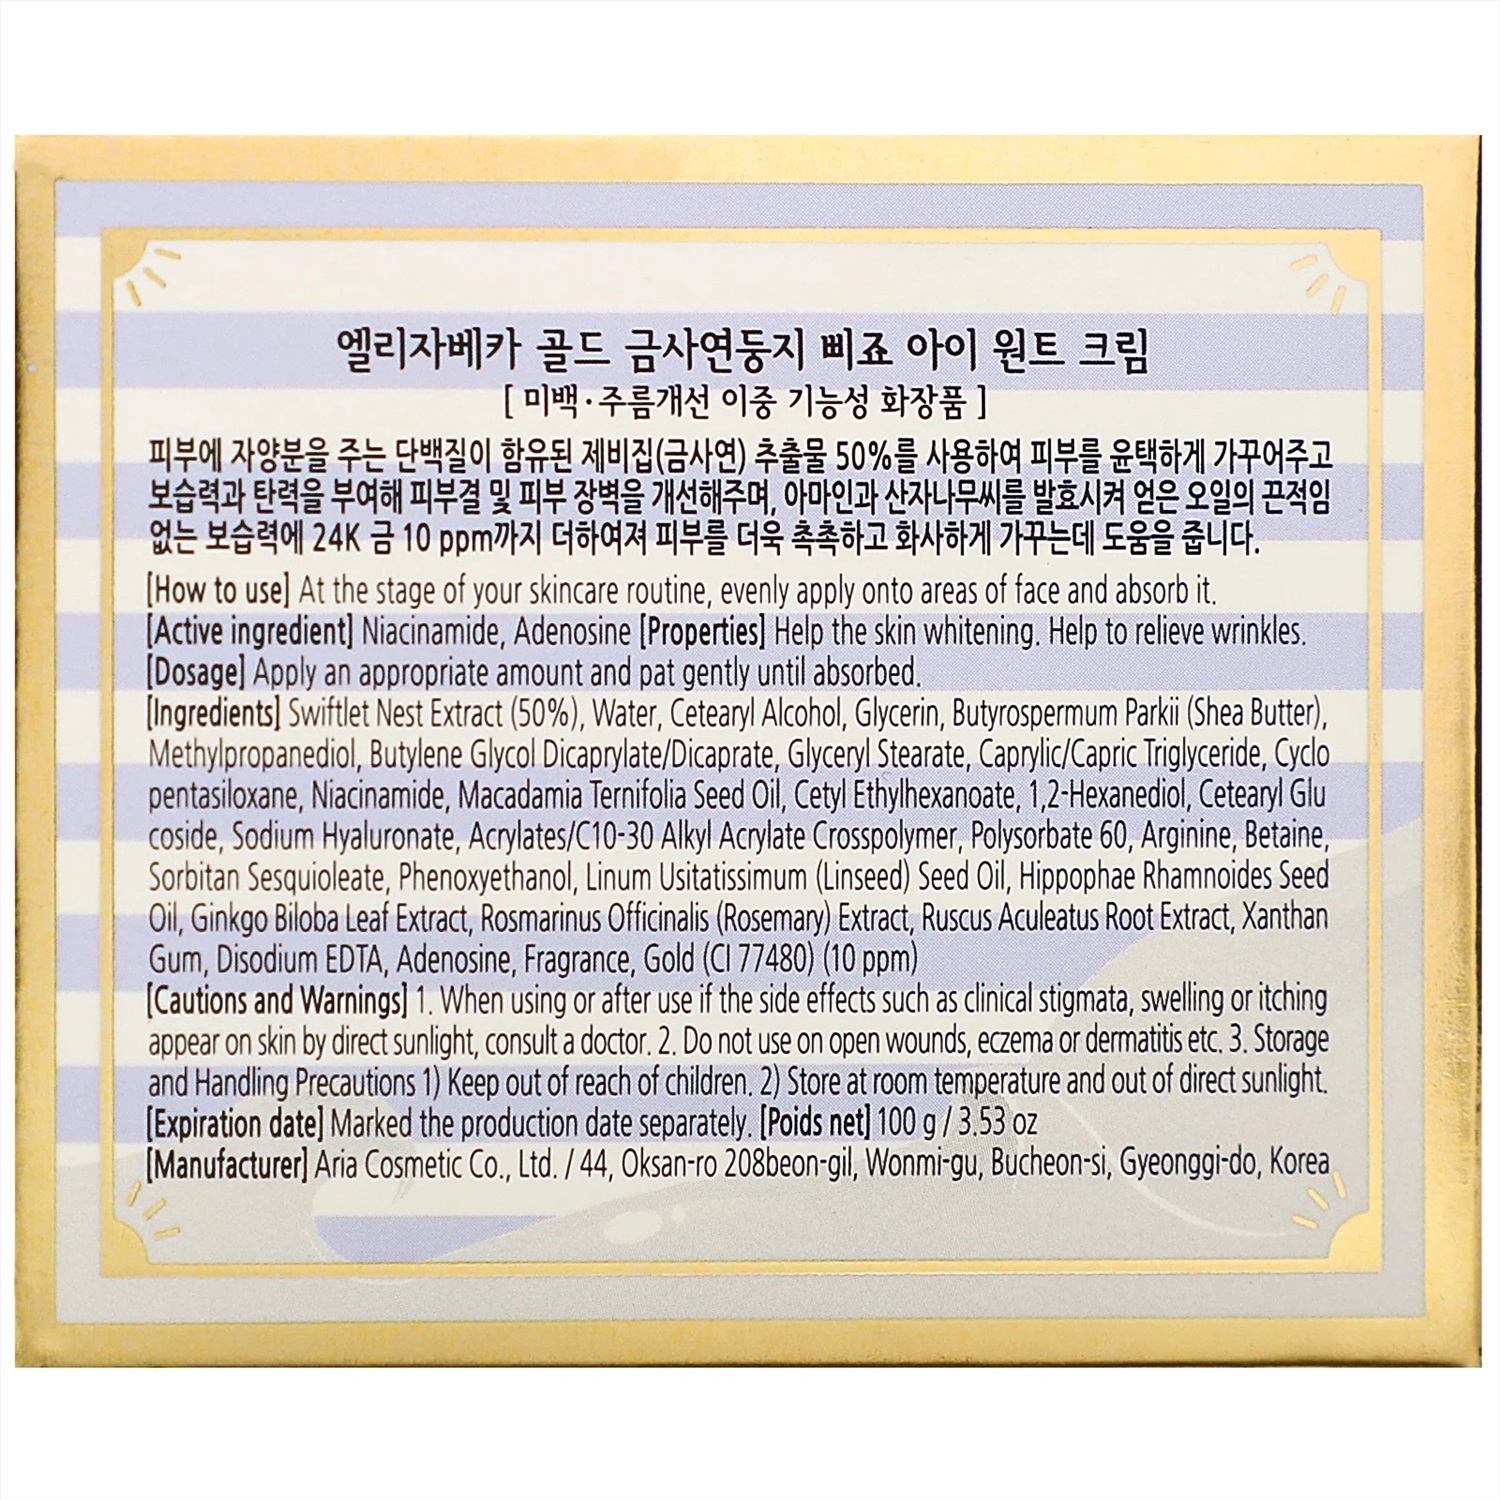 엘리자베카 골드 금사연둥지 삐죠 아이 원트 크림
[ 미백·주름개선 이중 기능성 화장품 ]
피부에 자양분을 주는 단백질이 함유된 제비집(금사연) 추출물 50%를 사용하여 피부를 윤택하게 가꾸어주고
보습력과 탄력을 부여해 피부결 및 피부 장벽을 개선해주며, 아마인과 산자나무씨를 발효시켜 얻은 오일의 끈적임
없는 보습력에 24K 금 10 ppm까지 더하여져 피부를 더욱 촉촉하고 화사하게 가꾸는데 도움을 줍니다.
[How to use] At the stage of your skincare routine, evenly apply onto areas of face and absorb it.
[Active ingredient] Niacinamide, Adenosine [Properties] Help the skin whitening. Help to relieve wrinkles.
[Dosage] Apply an appropriate amount and pat gently until absorbed.
[Ingredients] Swiftlet Nest Extract (50%), Water, Cetearyl Alcohol, Glycerin, Butyrospermum Parkii (Shea Butter),
Methylpropanediol, Butylene Glycol Dicaprylate/Dicaprate, Glyceryl Stearate, Caprylic/Capric Triglyceride, Cyclo
pentasiloxane, Niacinamide, Macadamia Ternifolia Seed Oil, Cetyl Ethylhexanoate, 1,2-Hexanediol, Cetearyl Glu
coside, Sodium Hyaluronate, Acrylates/C10-30 Alkyl Acrylate Crosspolymer, Polysorbate 60, Arginine, Betaine,
Sorbitan Sesquioleate, Phenoxyethanol, Linum Usitatissimum (Linseed) Seed Oil, Hippophae Rhamnoides Seed
Oil, Ginkgo Biloba Leaf Extract, Rosmarinus Officinalis (Rosemary) Extract, Ruscus Aculeatus Root Extract, Xanthan
Gum, Disodium EDTA, Adenosine, Fragrance, Gold (CI 77480) (10 ppm)
[Cautions and Warnings] 1. When using or after use if the side effects such as clinical stigmata, swelling or itching
appear on skin by direct sunlight, consult a doctor. 2. Do not use on open wounds, eczema or dermatitis etc. 3. Storage
and Handling Precautions 1) Keep out of reach of children. 2) Store at room temperature and out of direct sunlight.
[Expiration date] Marked the production date separately. [Poids net] 100 g / 3.53 oz
[Manufacturer] Aria Cosmetic Co., Ltd. / 44, Oksan-ro 208beon-gil, Wonmi-gu, Bucheon-si, Gyeonggi-do, Korea